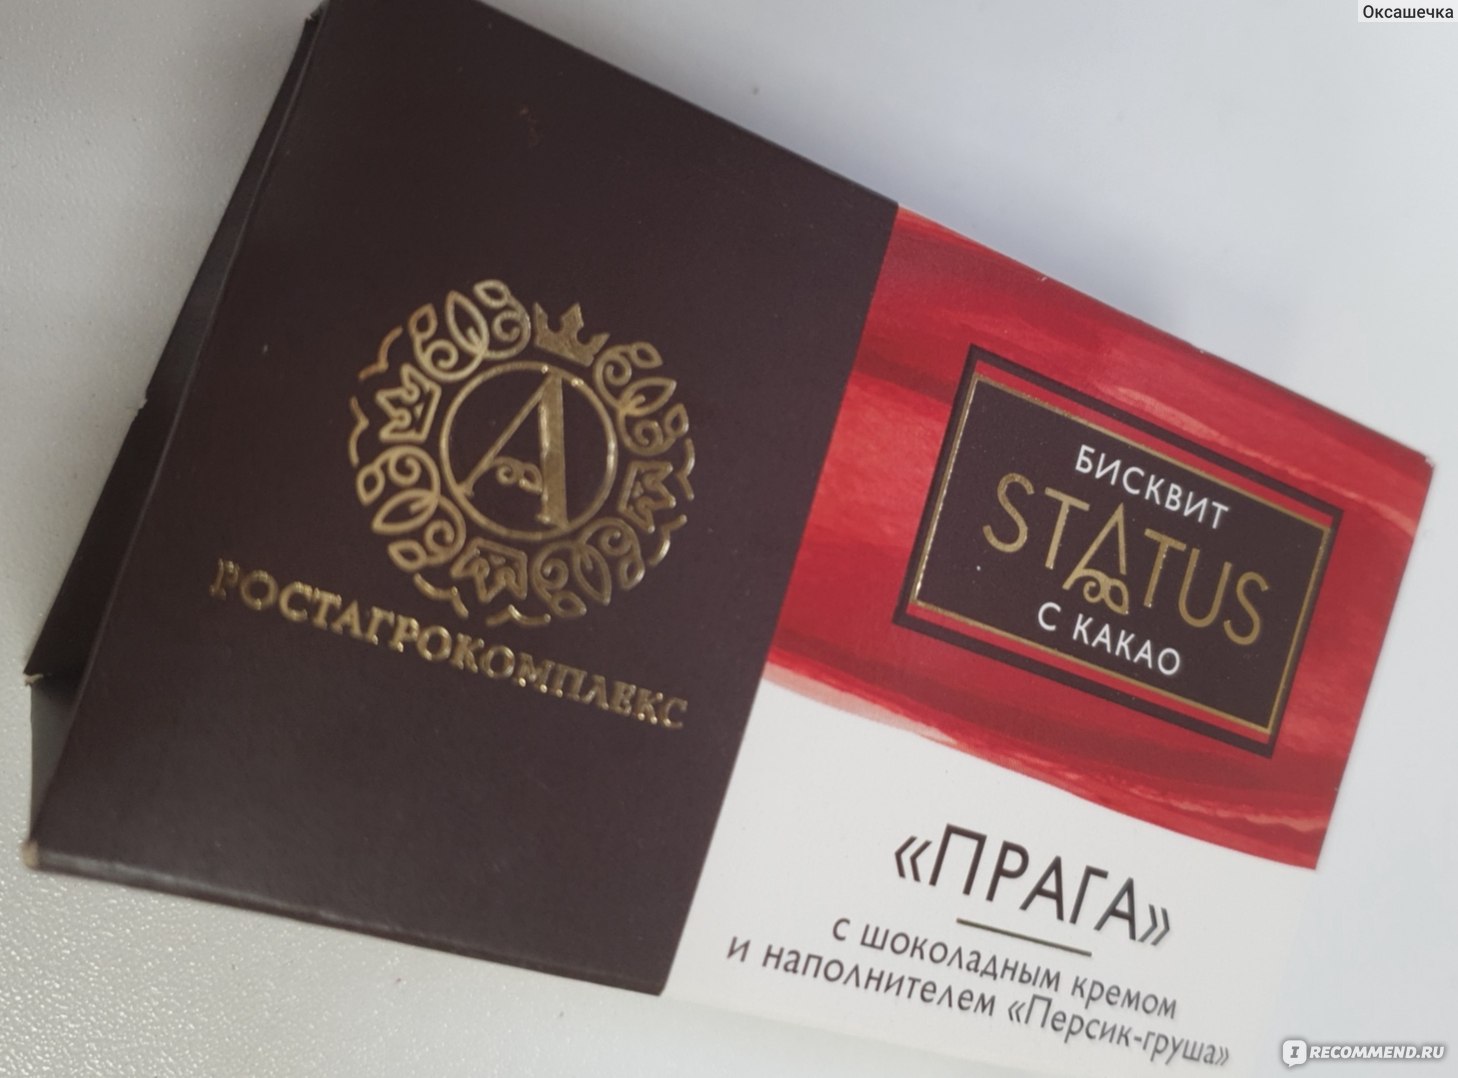 Оксашечка
А
РОСТАГРОКОМПЛЕКС
БИСКВИТ
STATUS
С КАКАО
«ПРАГА»
с шоколадным кремом
и наполнителем «Персик-груша»
I RECOMMEND.RU